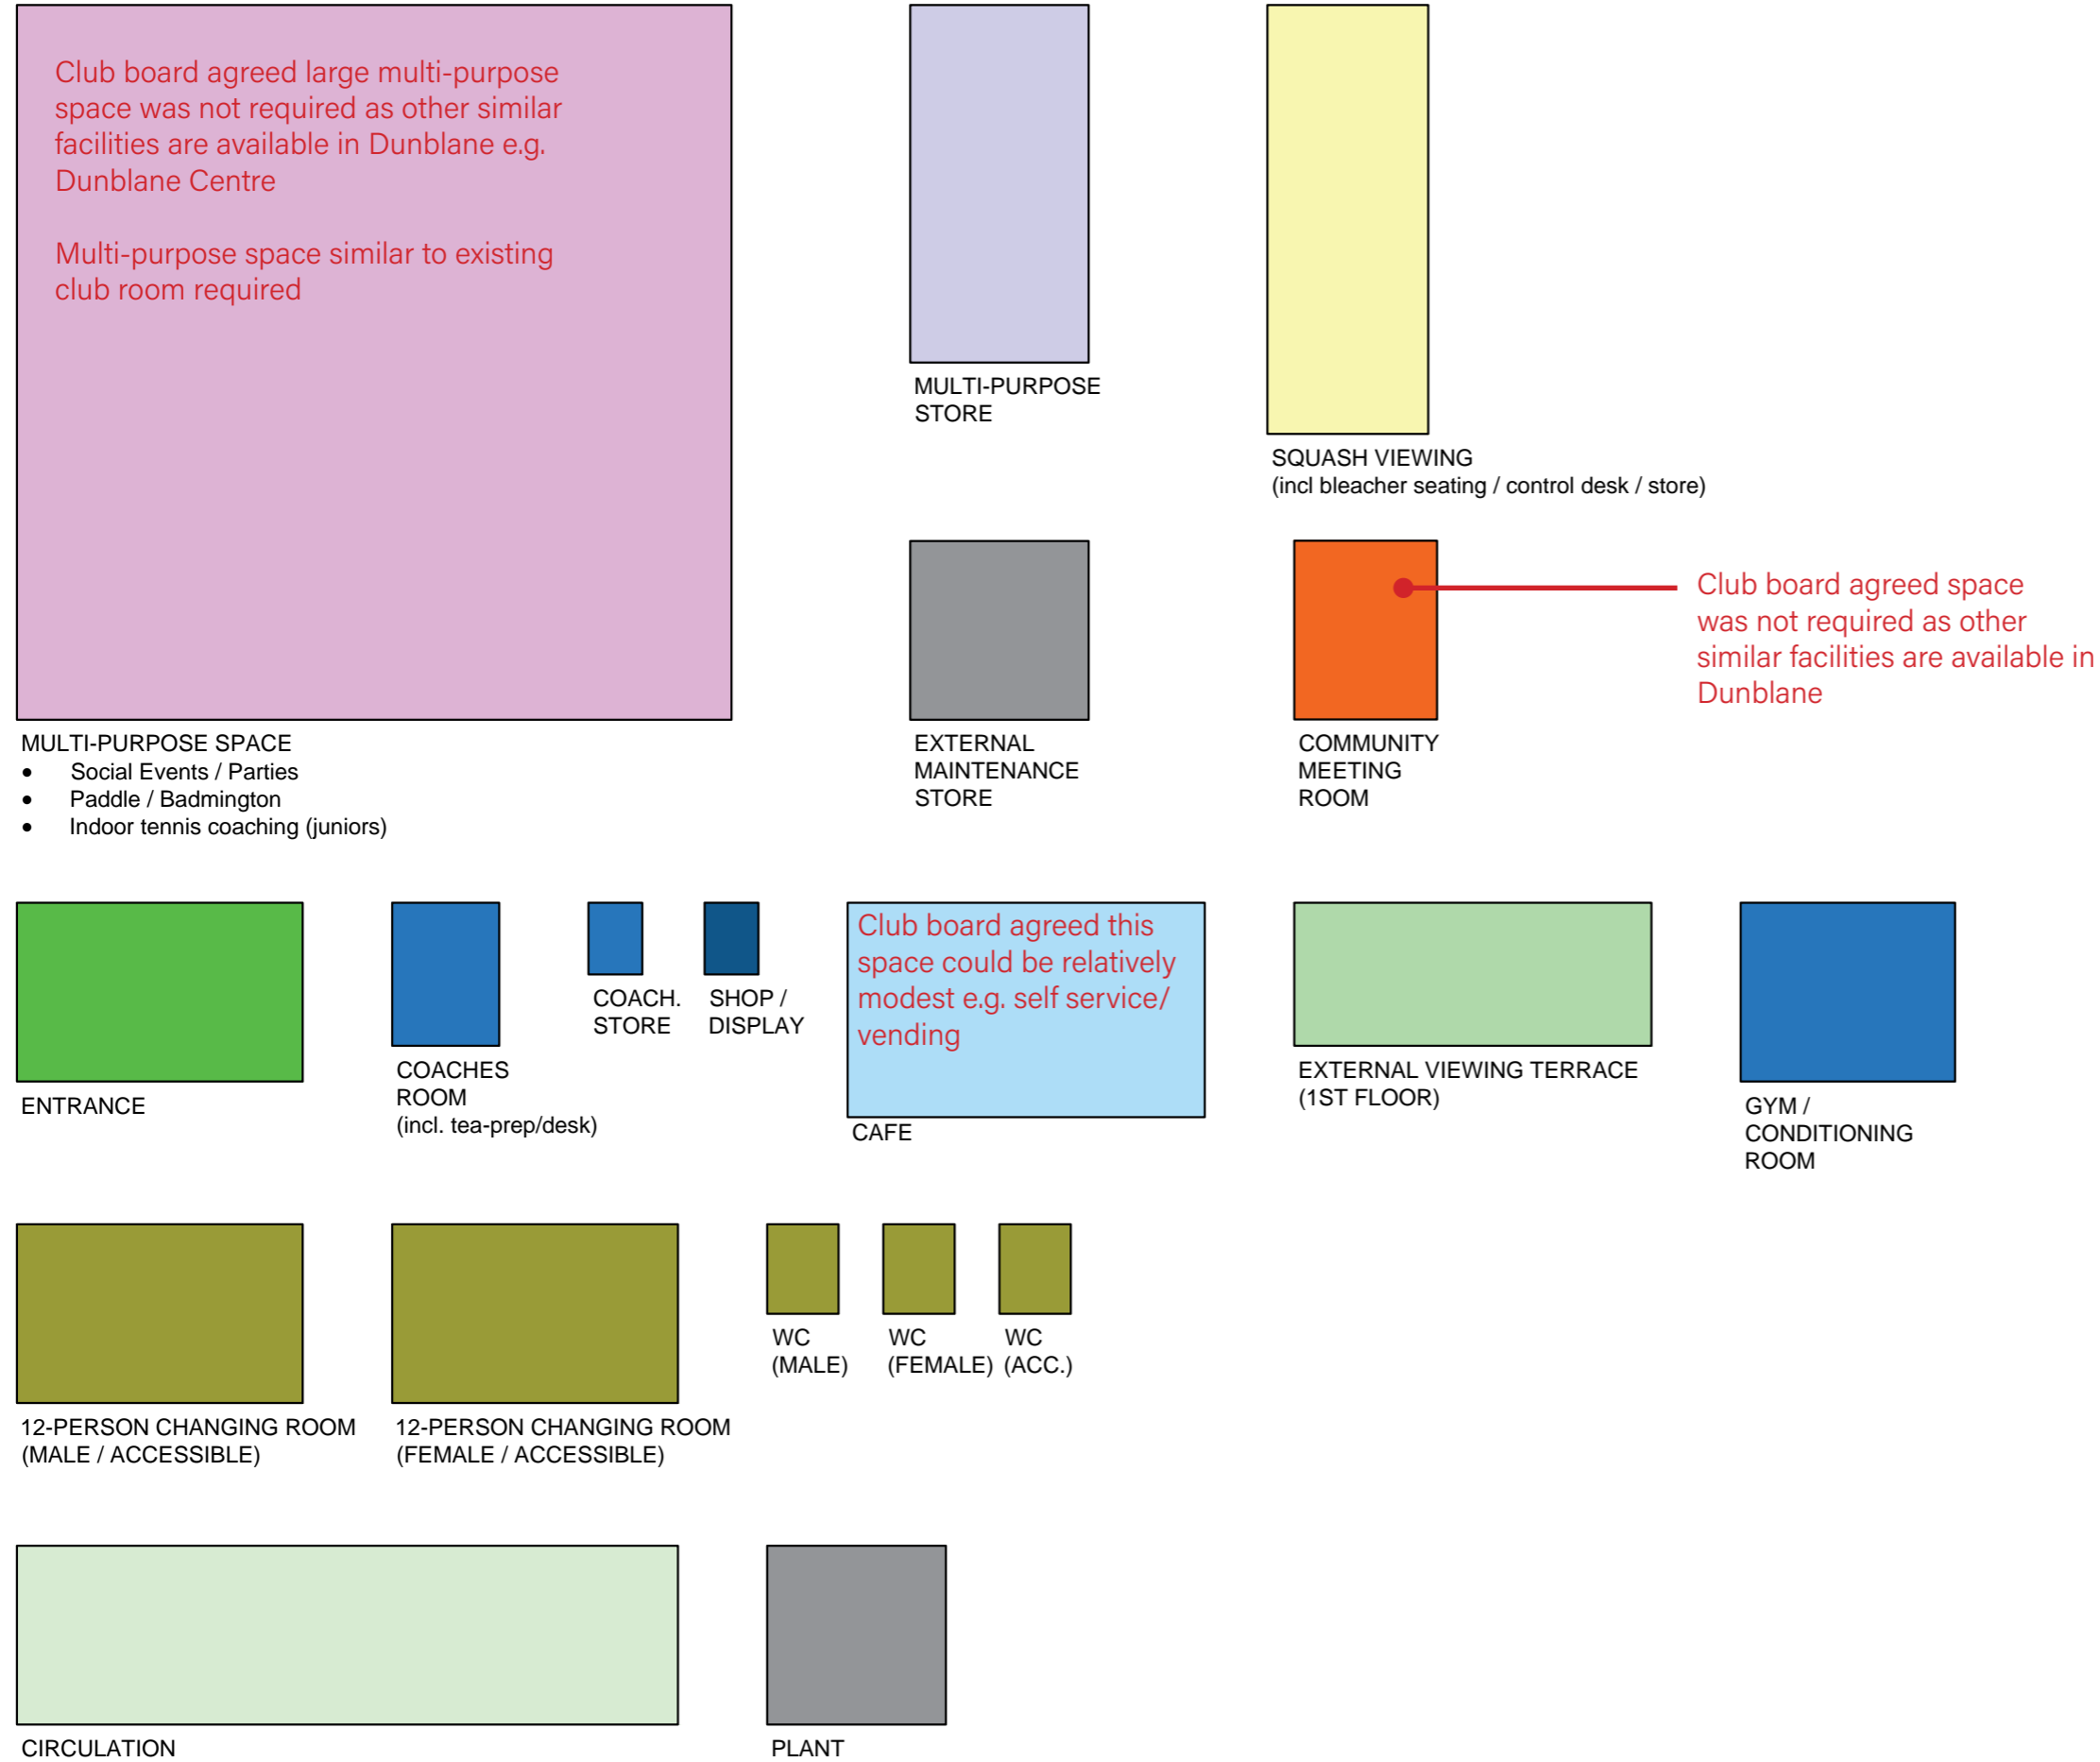 Club board agreed large multi-purpose
space was not required as other similar
facilities are available in Dunblane e.g.
Dunblane Centre
Multi-purpose space similar to existing
club room required
MULTI-PURPOSE
STORE
SQUASH VIEWING
(incl bleacher seating / control desk / store)
MULTI-PURPOSE SPACE
• Social Events / Parties
• Paddle / Badmington
• Indoor tennis coaching (juniors)
EXTERNAL
MAINTENANCE
STORE
COMMUNITY
MEETING
ROOM
Club board agreed space
was not required as other
similar facilities are available in
Dunblane
ENTRANCE
COACHES
ROOM
(incl. tea-prep/desk)
COACH.
STORE
SHOP /
DISPLAY
Club board agreed this
space could be relatively
modest e.g. self service/
vending
CAFE
EXTERNAL VIEWING TERRACE
(1ST FLOOR)
GYM /
CONDITIONING
ROOM
12-PERSON CHANGING ROOM
(MALE / ACCESSIBLE)
12-PERSON CHANGING ROOM
(FEMALE / ACCESSIBLE)
WC
(MALE)
WC
(FEMALE)
WC
(ACC.)
CIRCULATION
PLANT